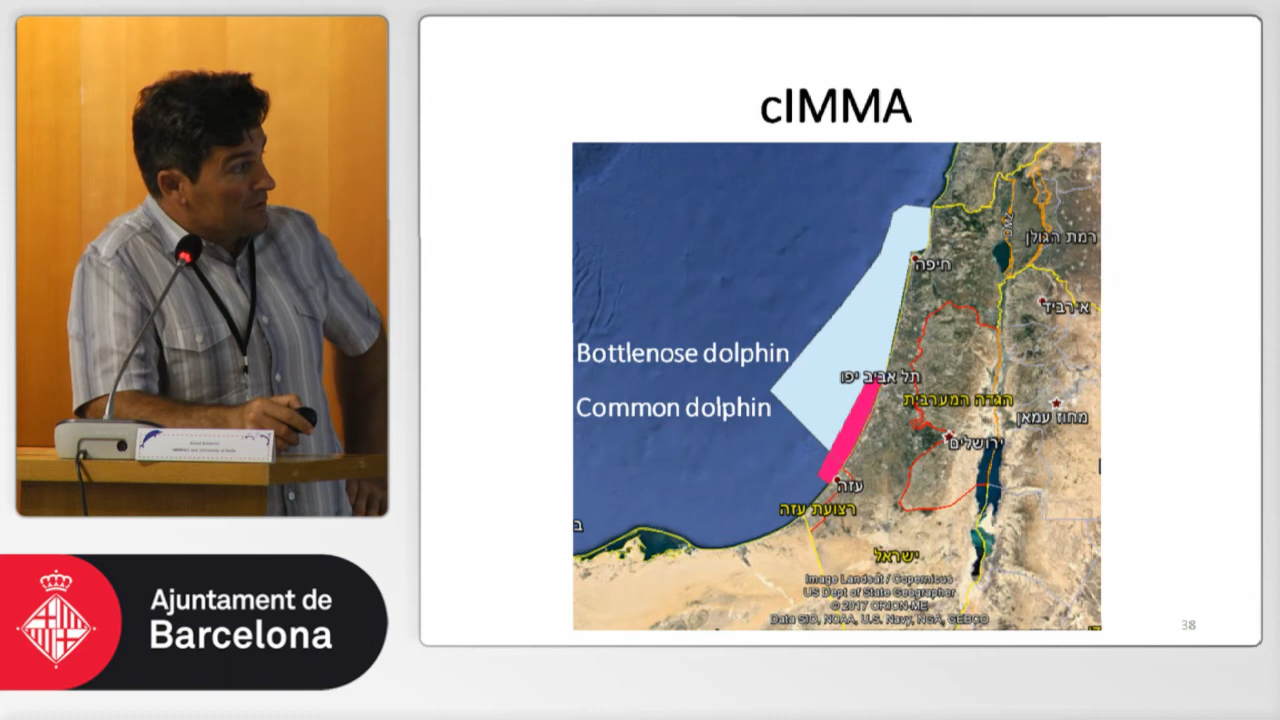 cIMMA
רמת הגולן
חיפה
אירביד
Bottlenose dolphin
תל אביב יפו
Common dolphin
הגדה המערבית
מחוז עמאן
ירושלים
עזה
רצועת עזה
ב
ישראל
Image Landsat / Copernicus
US Dept of State Geographer
© 2017 ORION-ME
Data SIO, NOAA, U.S. Navy, NGA, GEBCO
38
Ajuntament de
Barcelona